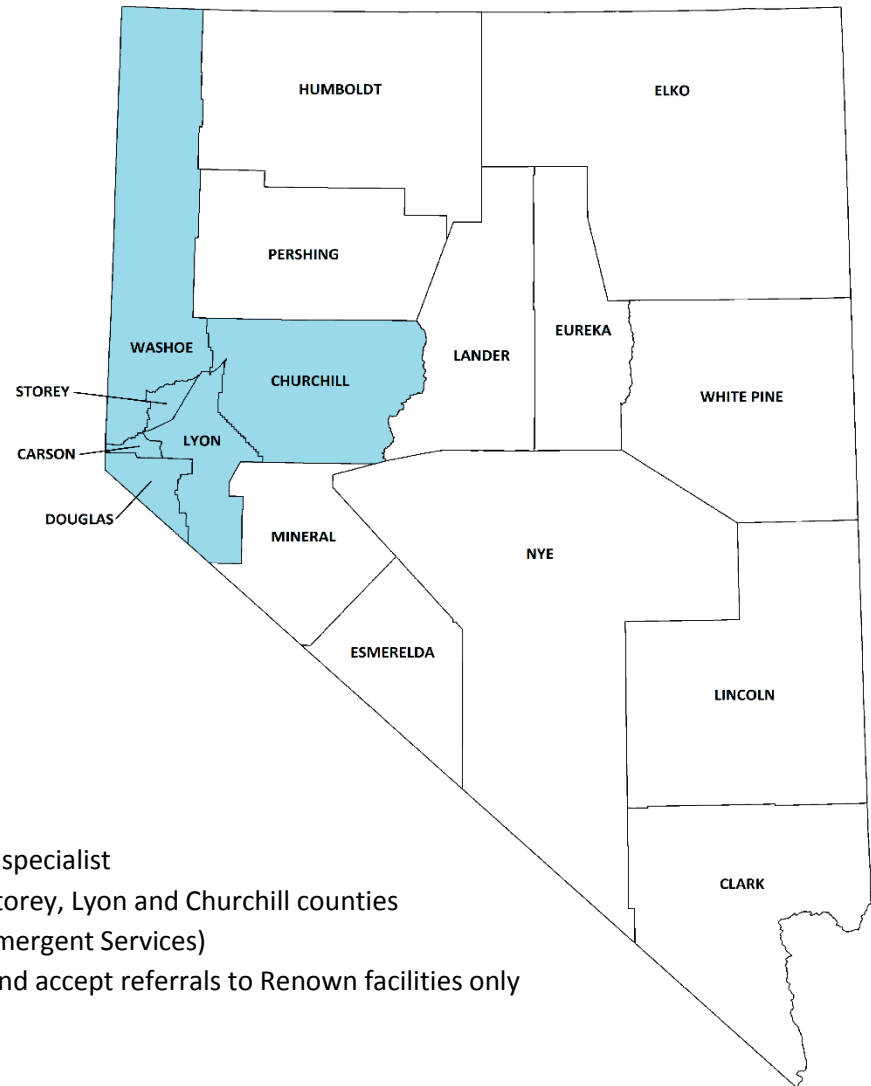 HUMBOLDT
ELKO
PERSHING
WASHOE
EUREKA
LANDER
CHURCHILL
STOREY
WHITE PINE
LYON
CARSON
DOUGLAS
MINERAL
NYE
ESMERELDA
LINCOLN
specialist
torey, Lyon and Churchill counties
CLARK
mergent Services)
nd accept referrals to Renown facilities only